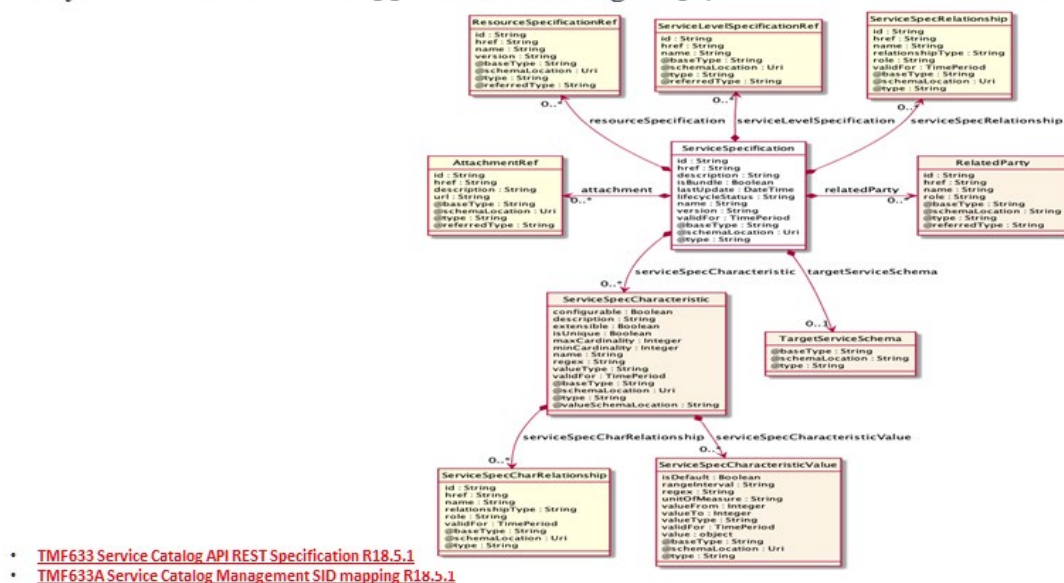 ResourceSpecificationRef
id : String
href : String
name : String
version : String
@baseType : String
@schemaLocation : Uri
@type : String
@referredType : String
ServiceLevelSpecificationRef
id : String
href : String
name : String
@baseType : String
@schemaLocation : Uri
@type : String
@referredType : String
ServiceSpecRelationship
id : String
href : String
name : String
relationshipType : String
role : String
validFor : TimePeriod
@baseType : String
@schemaLocation : Uri
@type : String
0..*
0..*
0..*
resourceSpecification
serviceLevelSpecification
serviceSpecRelationship
AttachmentRef
id : String
href : String
description : String
url : String
@baseType : String
@schemaLocation : Uri
@type : String
@referredType : String
attachment
0..*
ServiceSpecification
id : String
href : String
description : String
isBundle : Boolean
lastUpdate : DateTime
lifecycleStatus : String
name : String
version : String
validFor : TimePeriod
@baseType : String
@schemaLocation : Uri
@type : String
relatedParty
0..*
RelatedParty
id : String
href : String
name : String
role : String
@baseType : String
@schemaLocation : String
@type : String
@referredType : String
serviceSpecCharacteristic
targetServiceSchema
0..*
ServiceSpecCharacteristic
configurable : Boolean
description : String
extensible : Boolean
isUnique : Boolean
maxCardinality : Integer
minCardinality : Integer
name : String
regex : String
valueType : String
validFor : TimePeriod
@baseType : String
@schemaLocation : Uri
@type : String
@valueSchemaLocation : String
0..1
TargetServiceSchema
@baseType : String
@schemaLocation : String
@type : String
serviceSpecCharRelationship
serviceSpecCharacteristicValue
0..*
0..*
ServiceSpecCharRelationship
id : String
href : String
name : String
relationshipType : String
role : String
validFor : TimePeriod
@baseType : String
@schemaLocation : Uri
@type : String
ServiceSpecCharacteristicValue
isDefault : Boolean
rangeInterval : String
regex : String
unitOfMeasure : String
valueFrom : Integer
valueTo : Integer
valueType : String
validFor : TimePeriod
value : object
@baseType : String
@schemaLocation : Uri
@type : String
• TMF633 Service Catalog API REST Specification R18.5.1
• TMF633A Service Catalog Management SID mapping R18.5.1